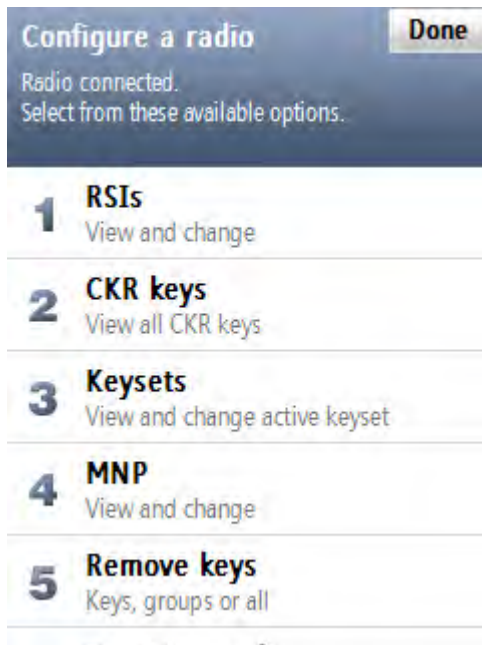 Configure a radio
Done
Radio connected.
Select from these available options.
1 RSIs
View and change
2 CKR keys
View all CKR keys
3 Keysets
View and change active keyset
4 MNP
View and change
5 Remove keys
Keys, groups or all